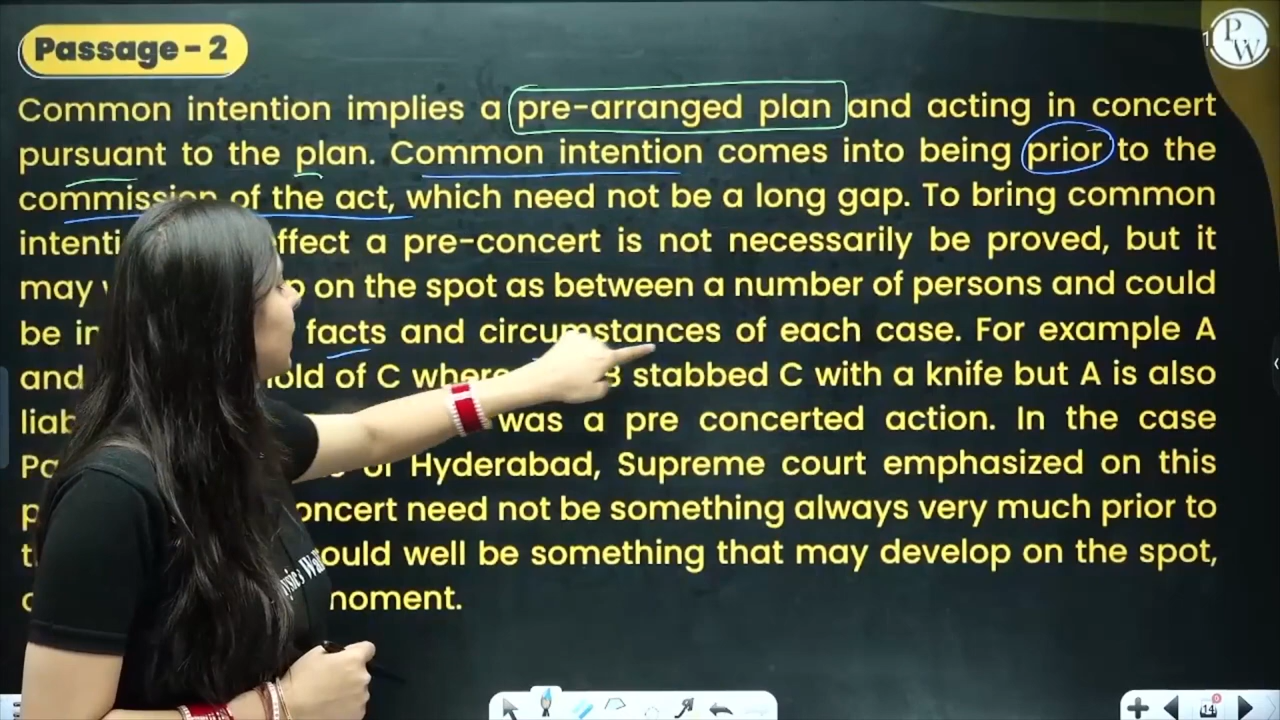 Passage – 2
PW
Common intention implies a pre-arranged plan and acting in concert
pursuant to the plan. Common intention comes into being prior to the
commission of the act, which need not be a long gap. To bring common
effect a pre-concert is not necessarily be proved, but it
may on the spot as between a number of persons and could
be facts and circumstances of each case. For example A
and of C where stabbed C with a knife but A is also
was a pre concerted action. In the case
of Hyderabad, Supreme court emphasized on this
need not be something always very much prior to
well be something that may develop on the spot,
moment.
14